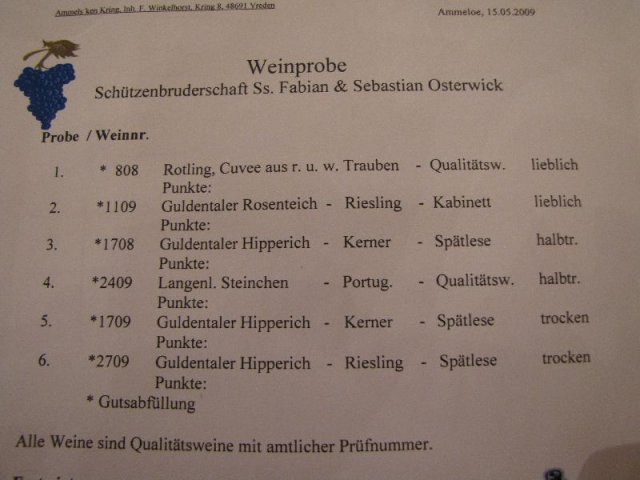 Ammels ken Kring, Inh. F. Winkelhorst, Kring 8, 48691 Vreden
Ammeloe, 15.05.2009
Weinprobe
Schützenbruderschaft Ss. Fabian & Sebastian Osterwick
Probe / Weinnr.
1. * 808 Rotling, Cuvee aus r. u. w. Trauben - Qualitätsw. lieblich
Punkte:
2. *1109 Guldentaler Rosenteich - Riesling - Kabinett lieblich
Punkte:
3. *1708 Guldentaler Hipperich - Kerner - Spätlese halbtr.
Punkte:
4. *2409 Langenl. Steinchen - Portug. - Qualitätsw. halbtr.
Punkte:
5. *1709 Guldentaler Hipperich - Kerner - Spätlese trocken
Punkte:
6. *2709 Guldentaler Hipperich - Riesling - Spätlese trocken
Punkte:
* Gutsabfüllung
Alle Weine sind Qualitätsweine mit amtlicher Prüfnummer.